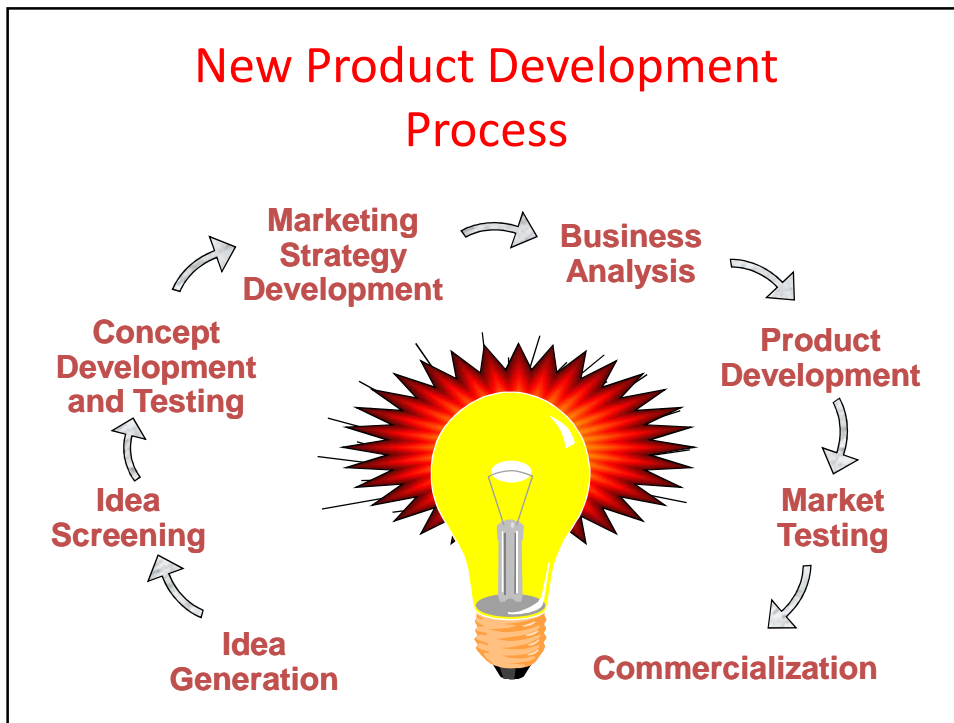 New Product Development
Process
Marketing
Strategy
Development
Business
Analysis
Concept
Development
and Testing
Product
Development
Idea
Screening
Market
Testing
Idea
Generation
Commercialization